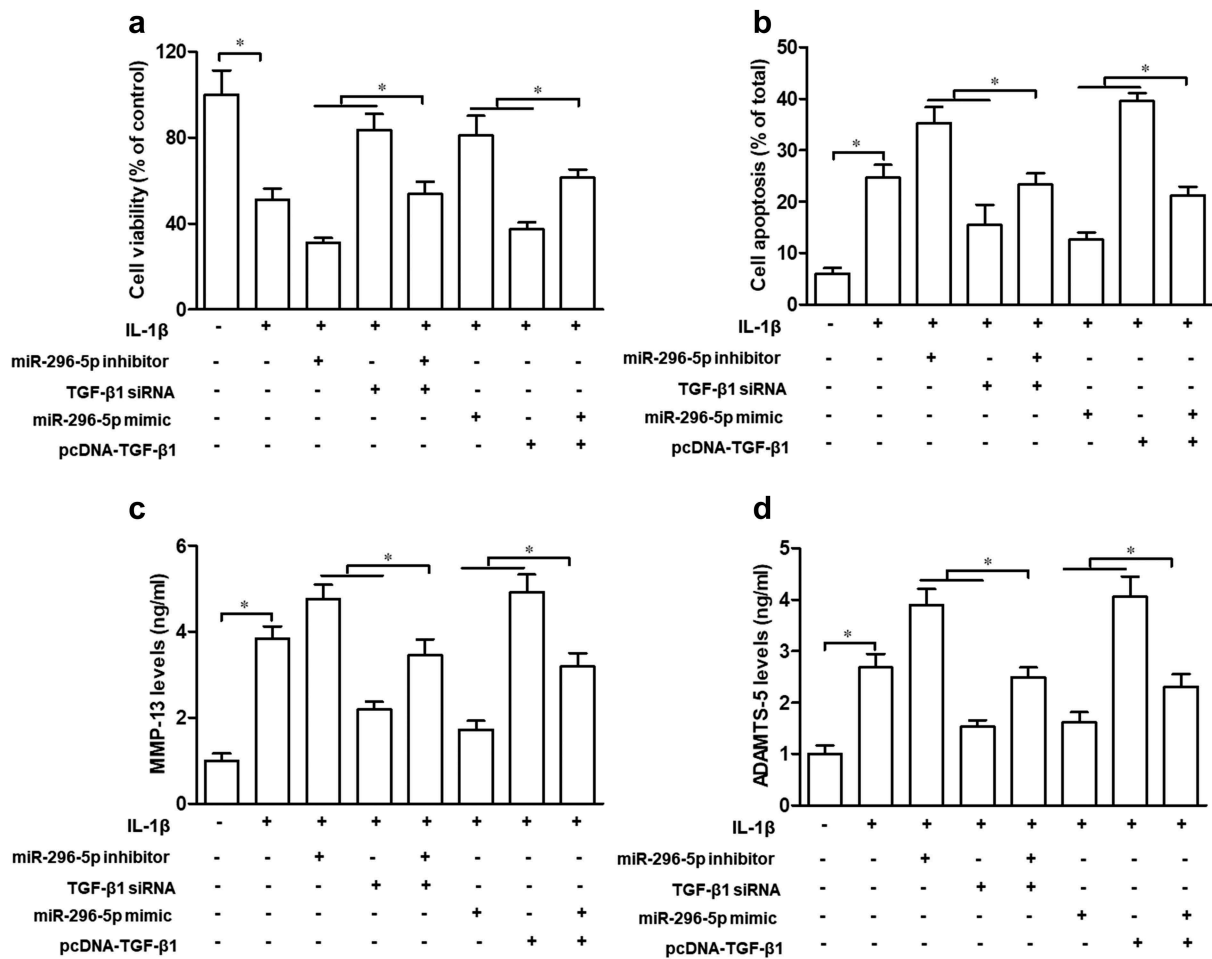 a
*
*
*
120
80
40
0
Cell viability (% of control)
IL-1β - + + + + + + +
miR-296-5p inhibitor - - + - + - - -
TGF-β1 siRNA - - - + + - - -
miR-296-5p mimic - - - - - + - +
pcDNA-TGF-β1 - - - - - - + +
b
*
*
*
50
40
30
20
10
0
Cell apoptosis (% of total)
IL-1β - + + + + + + +
miR-296-5p inhibitor - - + - + - - -
TGF-β1 siRNA - - - + + - - -
miR-296-5p mimic - - - - - + - +
pcDNA-TGF-β1 - - - - - - + +
c
*
*
*
6
4
2
0
MMP-13 levels (ng/ml)
IL-1β - + + + + + + +
miR-296-5p inhibitor - - + - + - - -
TGF-β1 siRNA - - - + + - - -
miR-296-5p mimic - - - - - + - +
pcDNA-TGF-β1 - - - - - - + +
d
*
*
*
5
4
3
2
1
0
ADAMTS-5 levels (ng/ml)
IL-1β - + + + + + + +
miR-296-5p inhibitor - - + - + - - -
TGF-β1 siRNA - - - + + - - -
miR-296-5p mimic - - - - - + - +
pcDNA-TGF-β1 - - - - - - + +